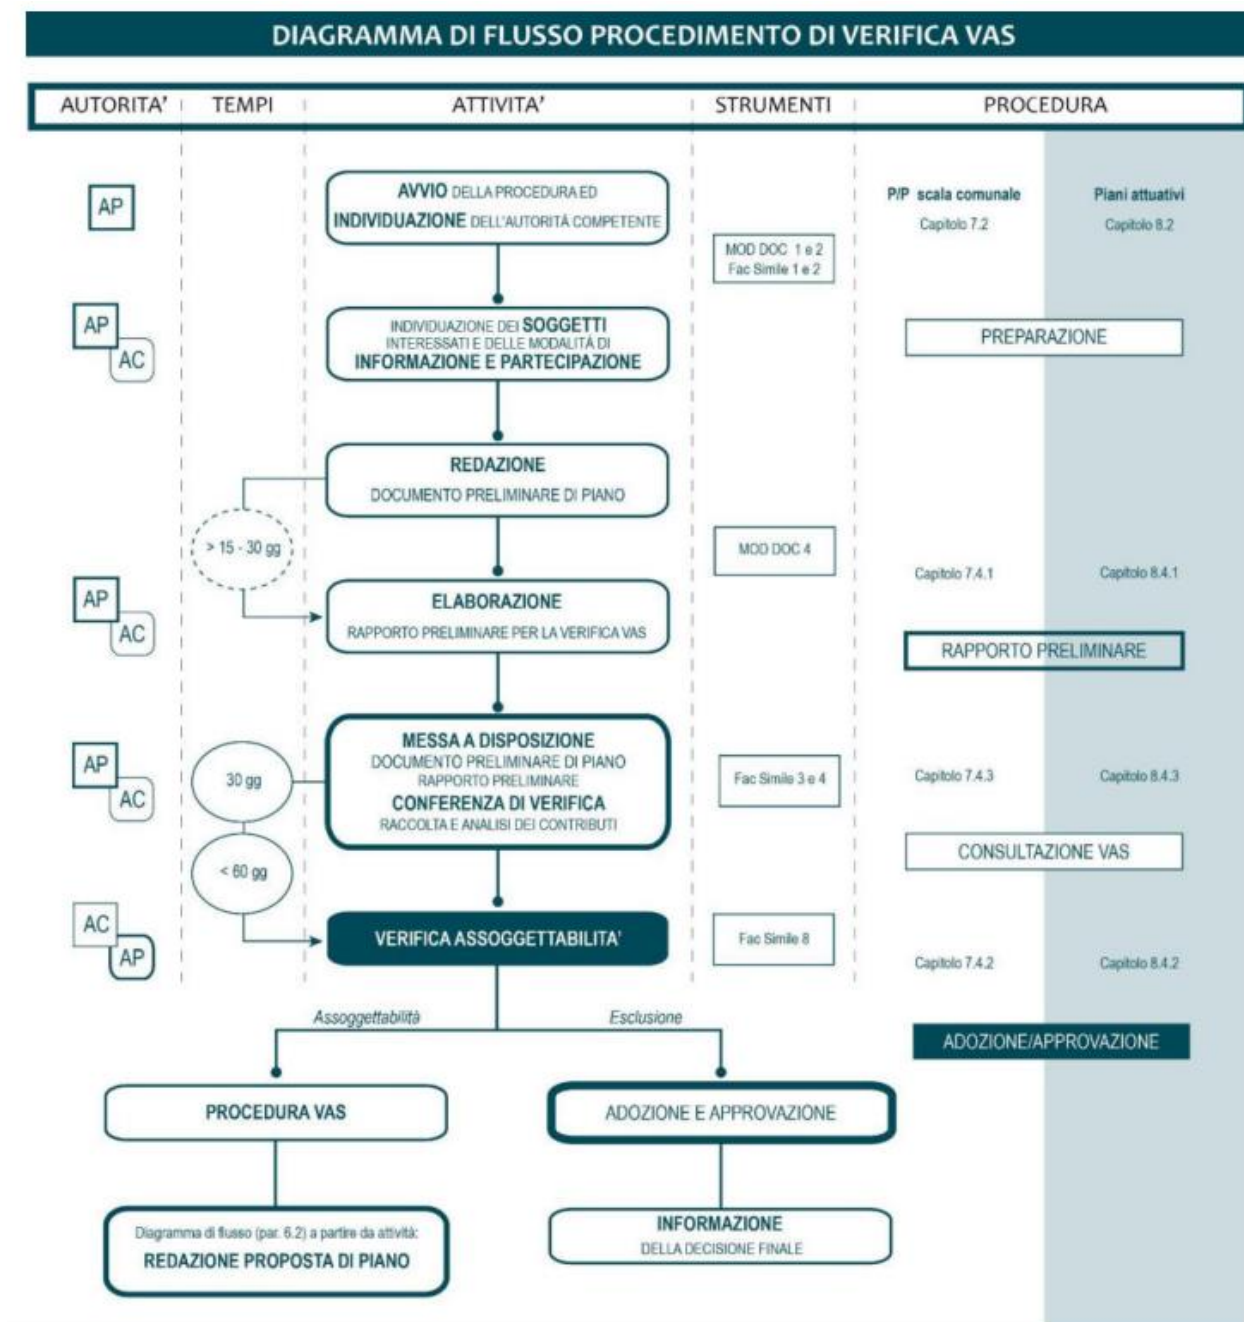 DIAGRAMMA DI FLUSSO PROCEDIMENTO DI VERIFICA VAS
AUTORITA' TEMPI ATTIVITA' STRUMENTI PROCEDURA
AP
AVVIO DELLA PROCEDURA ED
INDIVIDUAZIONE DELL'AUTORITÀ COMPETENTE
P/P scala comunale
Capitolo 7.2
Piani attuativi
Capitolo 8.2
MOD DOC 1 e 2
Fac Simile 1 e 2
AP
AC
INDIVIDUAZIONE DEI SOGGETTI
INTERESSATI E DELLE MODALITÀ DI
INFORMAZIONE E PARTECIPAZIONE
PREPARAZIONE
REDAZIONE
DOCUMENTO PRELIMINARE DI PIANO
> 15 - 30 gg
MOD DOC 4
Capitolo 7.4.1
Capitolo 8.4.1
AP
AC
ELABORAZIONE
RAPPORTO PRELIMINARE PER LA VERIFICA VAS
RAPPORTO PRELIMINARE
AP
AC
30 gg
MESSA A DISPOSIZIONE
DOCUMENTO PRELIMINARE DI PIANO
RAPPORTO PRELIMINARE
CONFERENZA DI VERIFICA
RACCOLTA E ANALISI DEI CONTRIBUTI
Fac Simile 3 e 4
Capitolo 7.4.3
Capitolo 8.4.3
CONSULTAZIONE VAS
< 60 gg
AC
AP
VERIFICA ASSOGGETTABILITA'
Fac Simile 8
Capitolo 7.4.2
Capitolo 8.4.2
Assoggettabilità
Esclusione
ADOZIONE/APPROVAZIONE
PROCEDURA VAS
ADOZIONE E APPROVAZIONE
Diagramma di flusso (par. 6.2) a partire da attività:
REDAZIONE PROPOSTA DI PIANO
INFORMAZIONE
DELLA DECISIONE FINALE